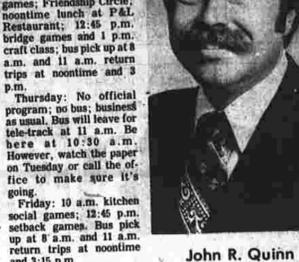 games; Friendship Circle,
noontime lunch at P&L
Restaurant; 12:45 p.m.
bridge games and 1 p.m.
craft class; bus pick up at 8
a.m. and 11 a.m. return
trips at noontime and 3
p.m.
Thursday: No official
program; no bus; business
as usual. Bus will leave for
tele-track at 11 a.m. Be
here at 10:30 a.m.
However, watch the paper
on Tuesday or call the of-
fice to make sure it's
going.
Friday: 10 a.m. kitchen
social games; 12:45 p.m.
setback games. Bus pick
up at 8 a.m. and 11 a.m.
return trips at noontime
and 3:15 p.m.
John R. Quinn